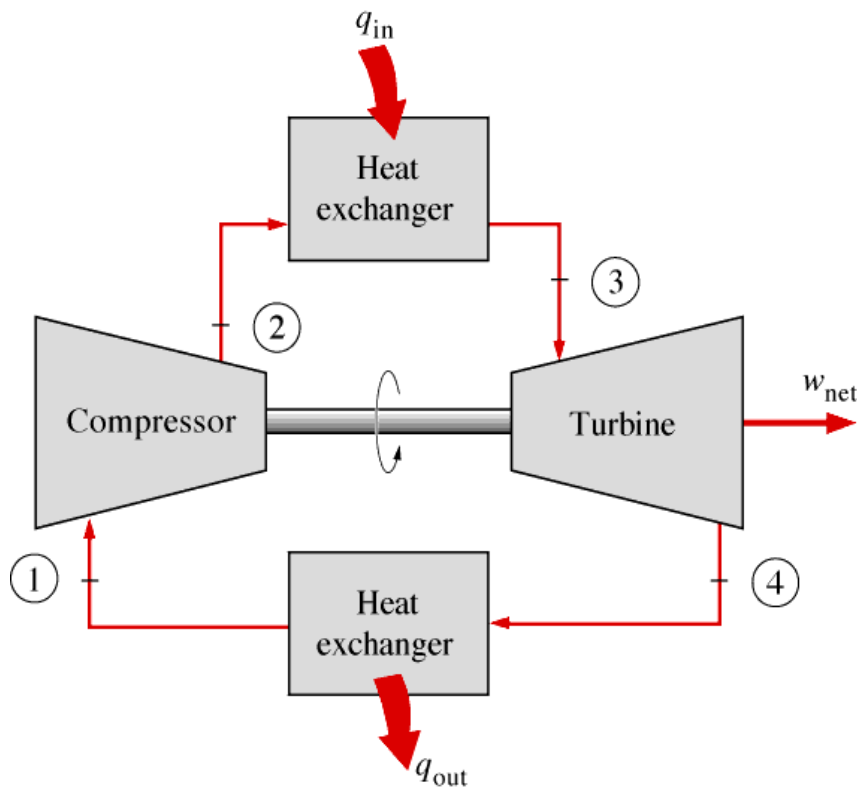 q_in
Heat
exchanger
3
2
Compressor
Turbine
w_net
1
Heat
exchanger
4
q_out